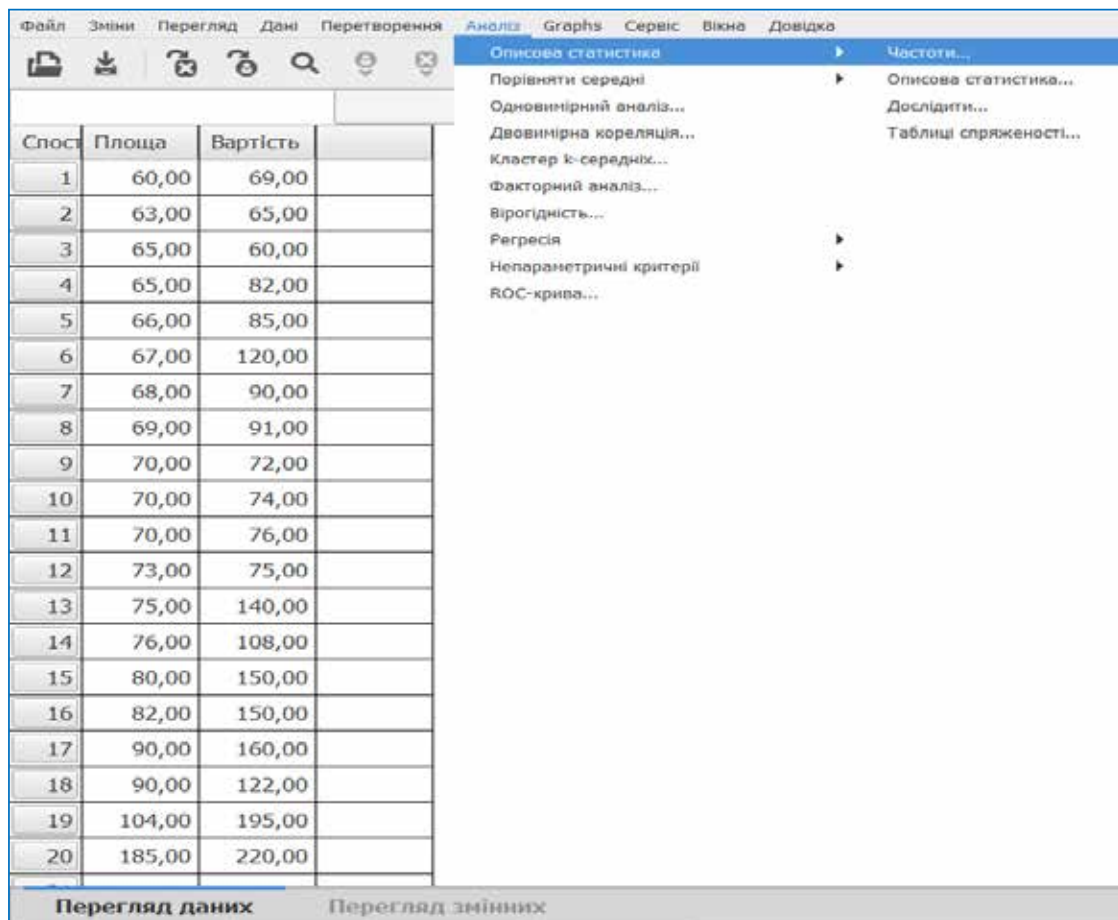 Файл Зміни Перегляд Дані Перетворення Аналіз Graphs Сервіс Вікна Довідка
Описова статистика Частоти...
Порівняти середні Описова статистика...
Одновимірний аналіз... Дослідити...
Двовимірна кореляція... Таблиці спряженості...
Кластер k-середніх...
Факторний аналіз...
Вірогідність...
Регресія
Непараметричні критерії
ROC-крива...
Спост Площа Вартість
1 60,00 69,00
2 63,00 65,00
3 65,00 60,00
4 65,00 82,00
5 66,00 85,00
6 67,00 120,00
7 68,00 90,00
8 69,00 91,00
9 70,00 72,00
10 70,00 74,00
11 70,00 76,00
12 73,00 75,00
13 75,00 140,00
14 76,00 108,00
15 80,00 150,00
16 82,00 150,00
17 90,00 160,00
18 90,00 122,00
19 104,00 195,00
20 185,00 220,00
Перегляд даних Перегляд змінних